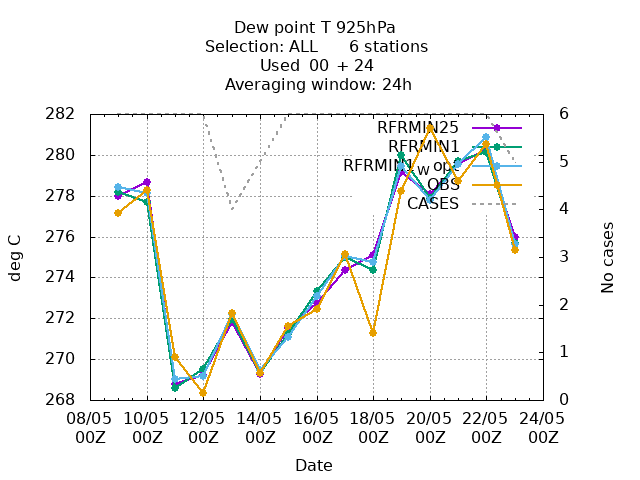 Dew point T 925hPa
Selection: ALL 6 stations
Used 00 + 24
Averaging window: 24h
282
280
278
276
274
272
270
268
6
5
4
3
2
1
0
deg C
No cases
RFRMIN25
RFRMIN1
RFRMIN1_w_opt
OBS
CASES
08/05 10/05 12/05 14/05 16/05 18/05 20/05 22/05 24/05
00Z 00Z 00Z 00Z 00Z 00Z 00Z 00Z 00Z
Date